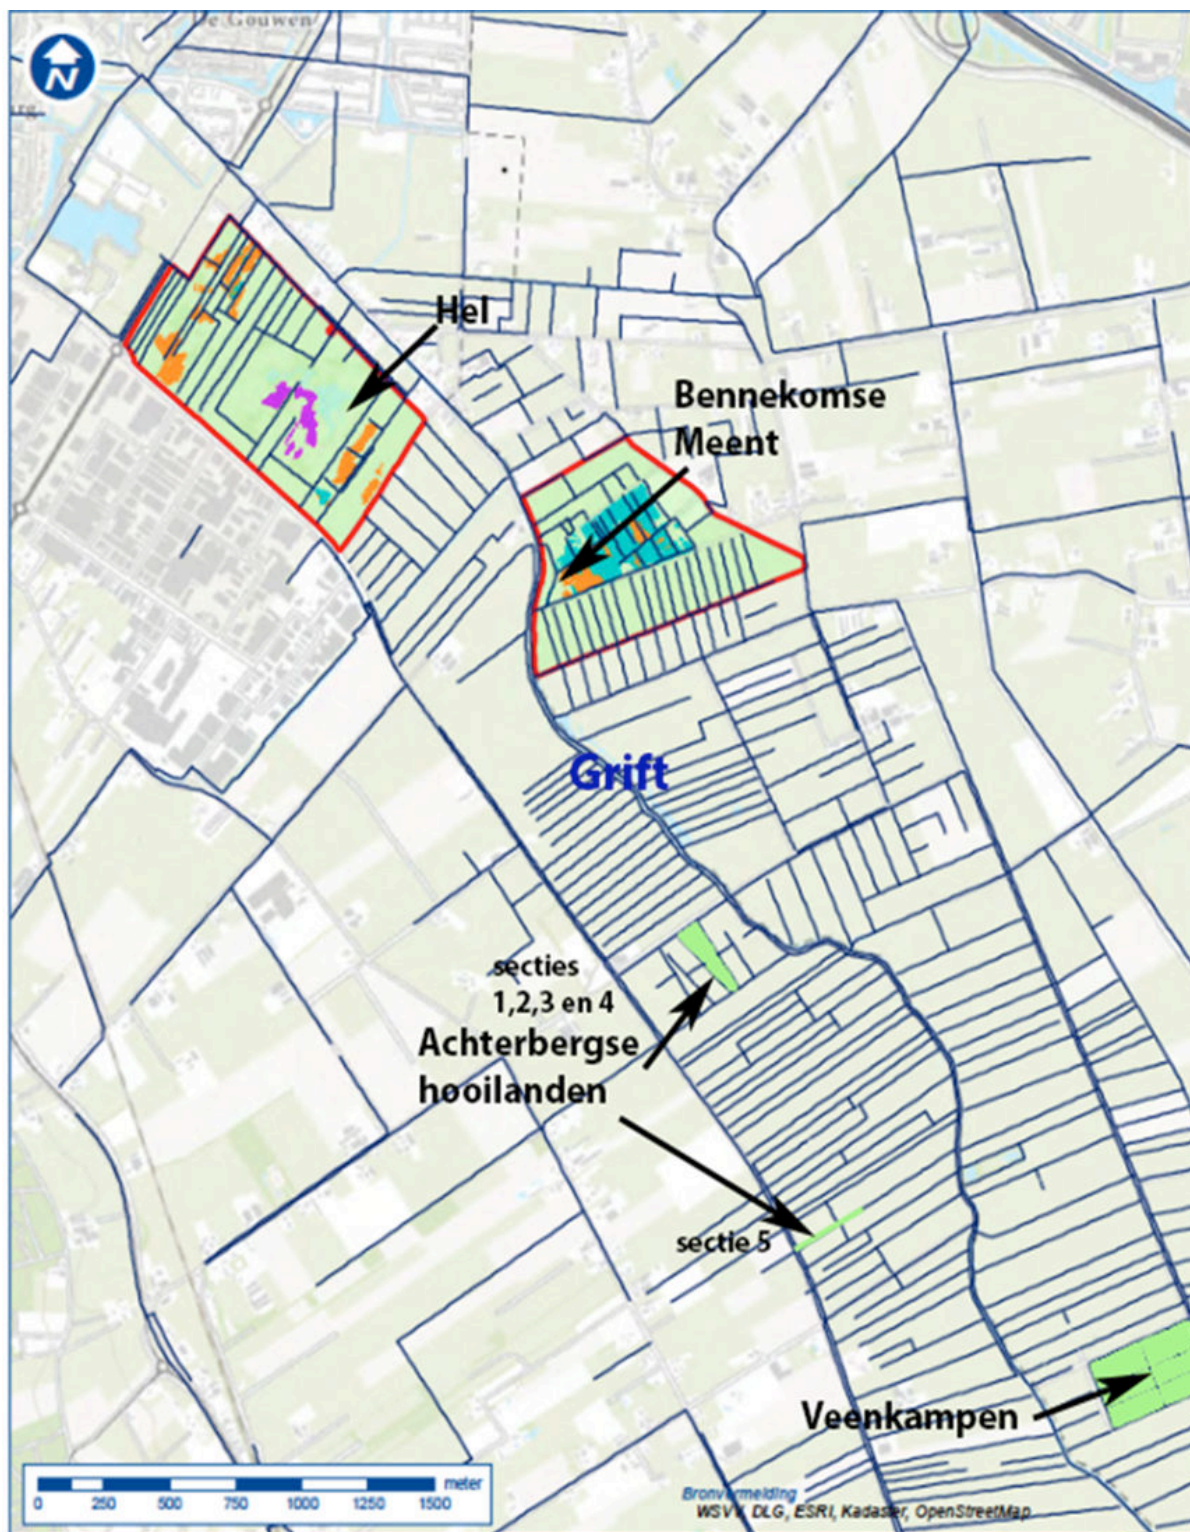 De Gouwen
N
Hel
Bennekomse
Meent
Grift
secties
1,2,3 en 4
Achterbergse
hooilanden
sectie 5
Veenkampen
meter
0 250 500 750 1000 1250 1500
Bronvermelding
WSVV, DLG, ESRI, Kadaster, OpenStreetMap